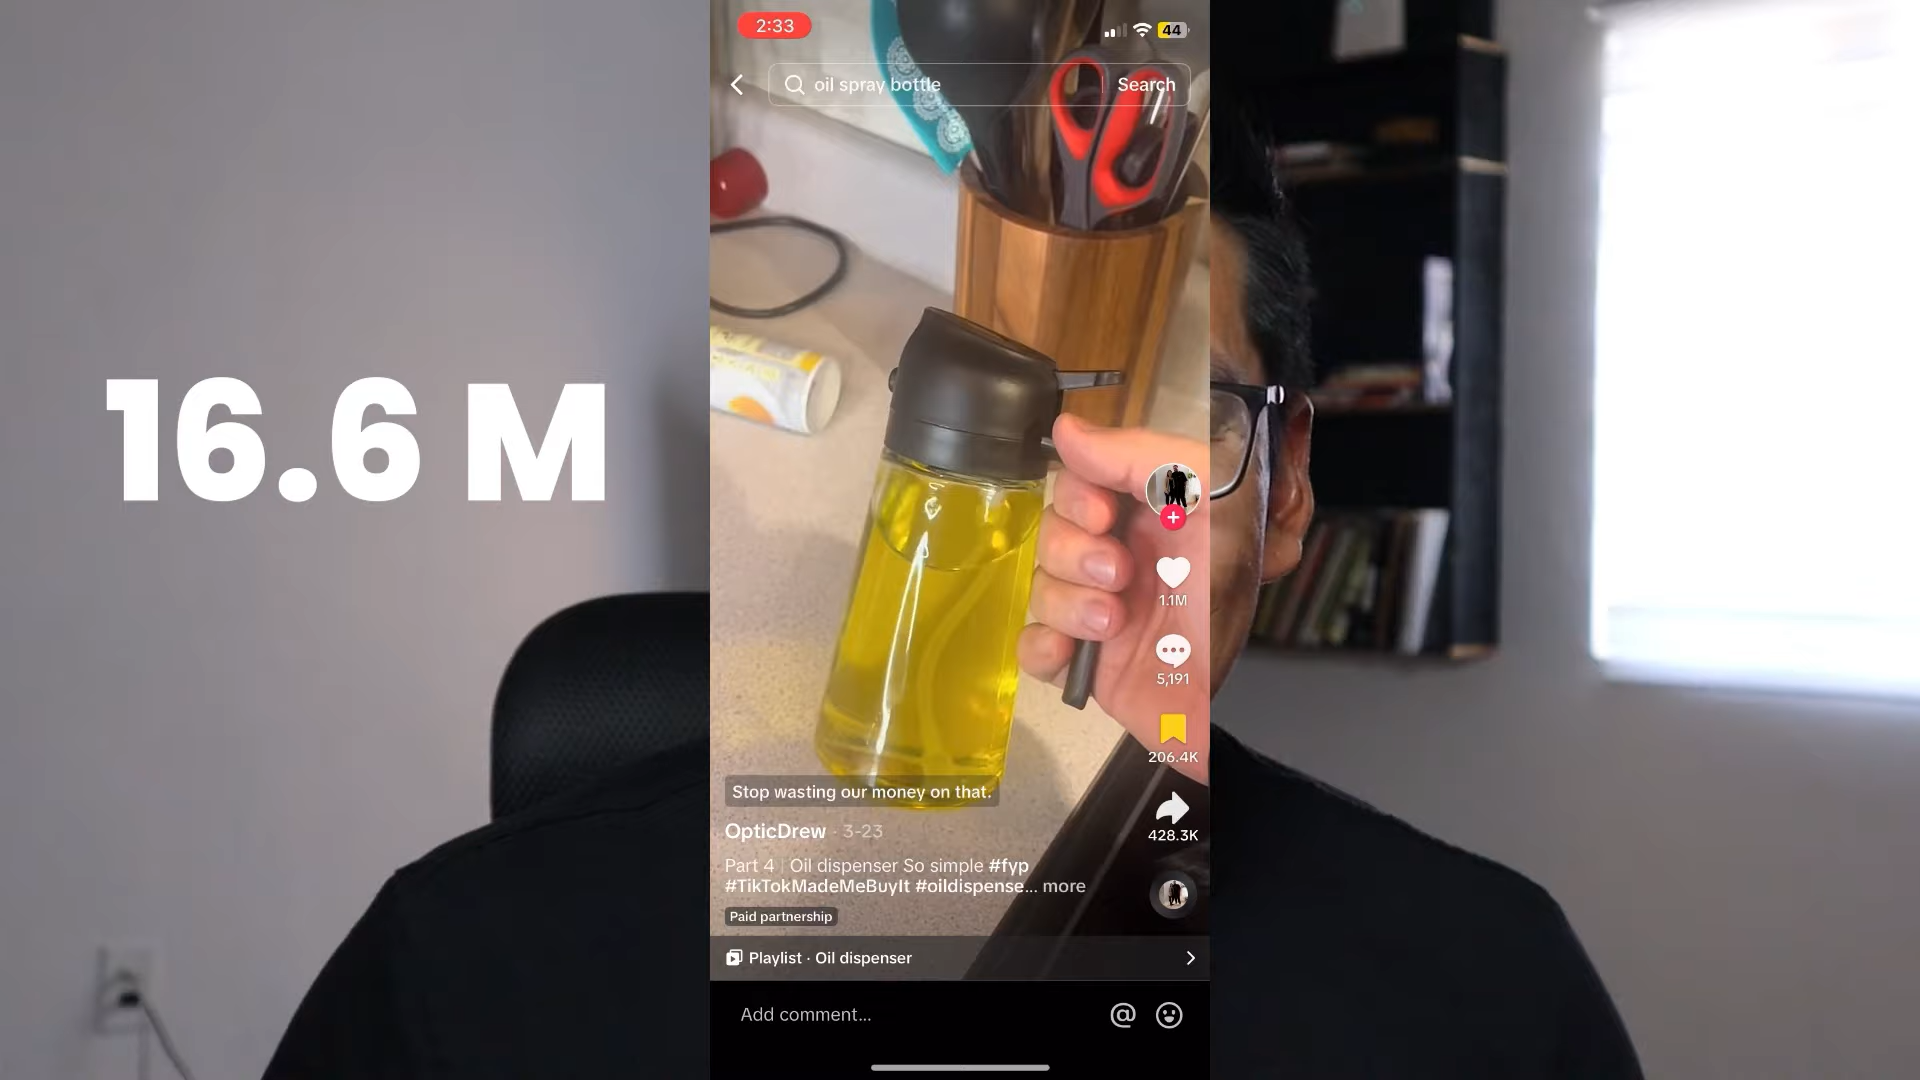 2:33
44
oil spray bottle
Search
16.6 M
1.1M
5,191
206.4K
428.3K
Stop wasting our money on that.
OpticDrew · 3-23
Part 4 | Oil dispenser So simple #fyp
#TikTokMadeMeBuyIt #oildispense... more
Paid partnership
Playlist · Oil dispenser
Add comment...
@